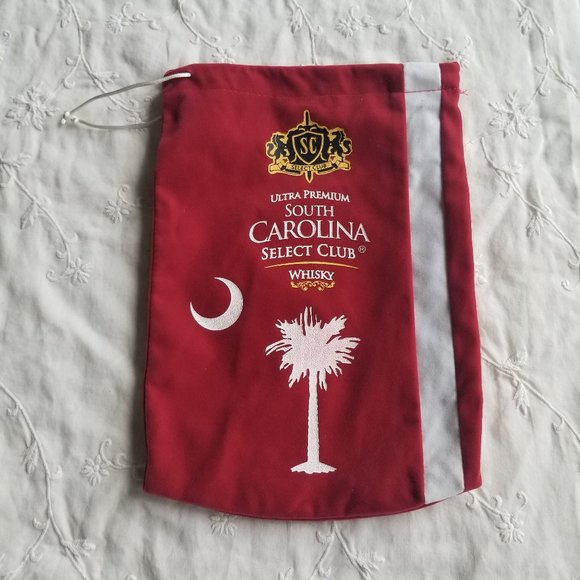 SC
SELECT CLUB
ULTRA PREMIUM
SOUTH
CAROLINA
SELECT CLUB®
WHISKY